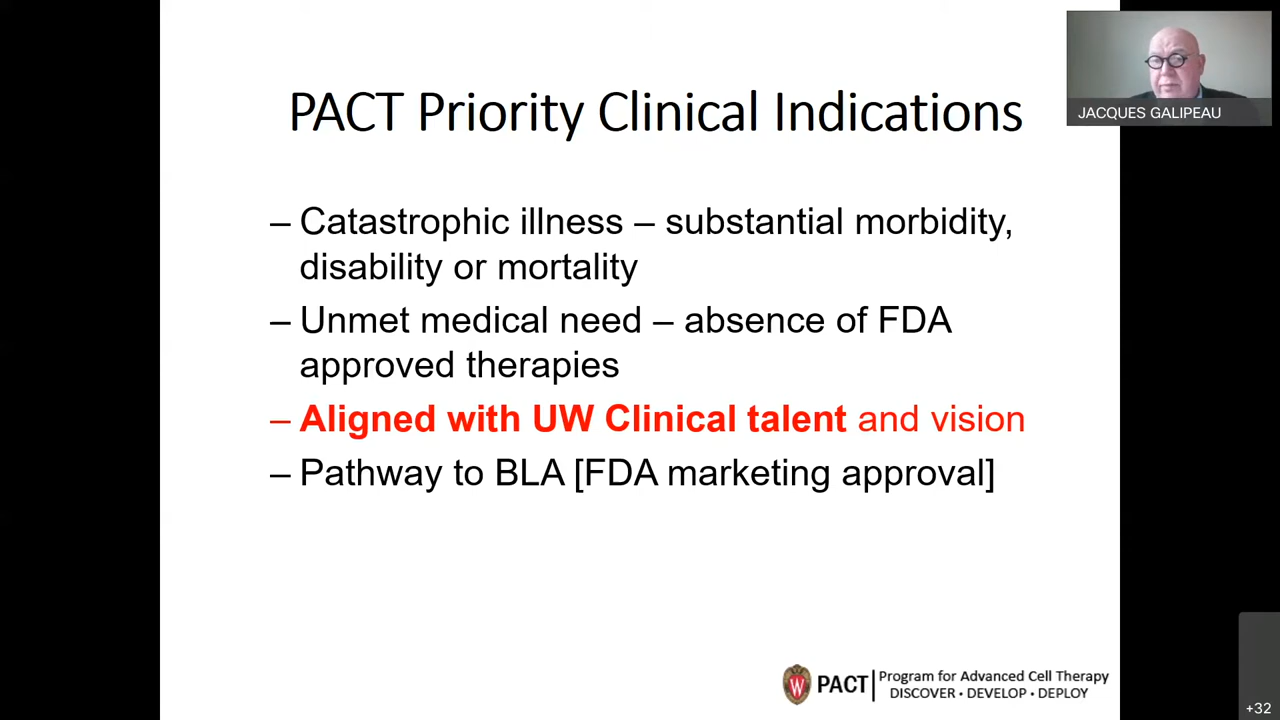 PACT Priority Clinical Indications
JACQUES GALIPEAU
– Catastrophic illness – substantial morbidity,
disability or mortality
– Unmet medical need – absence of FDA
approved therapies
– Aligned with UW Clinical talent and vision
– Pathway to BLA [FDA marketing approval]
W
PACT
Program for Advanced Cell Therapy
DISCOVER • DEVELOP • DEPLOY
+32